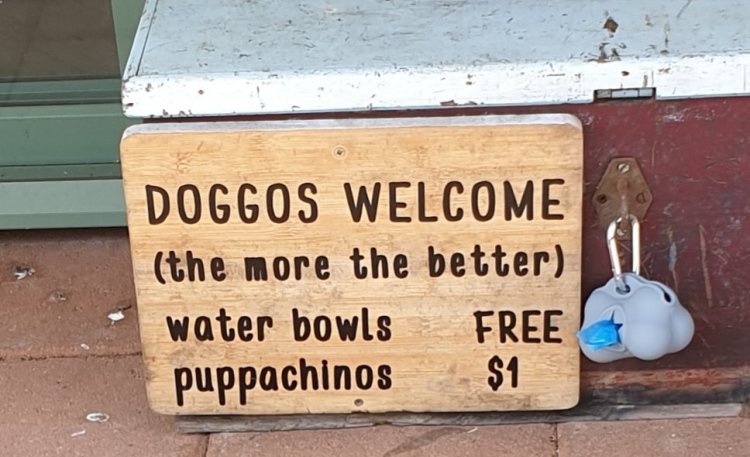 DOGGOS WELCOME
(the more the better)
water bowls FREE
puppachinos $1